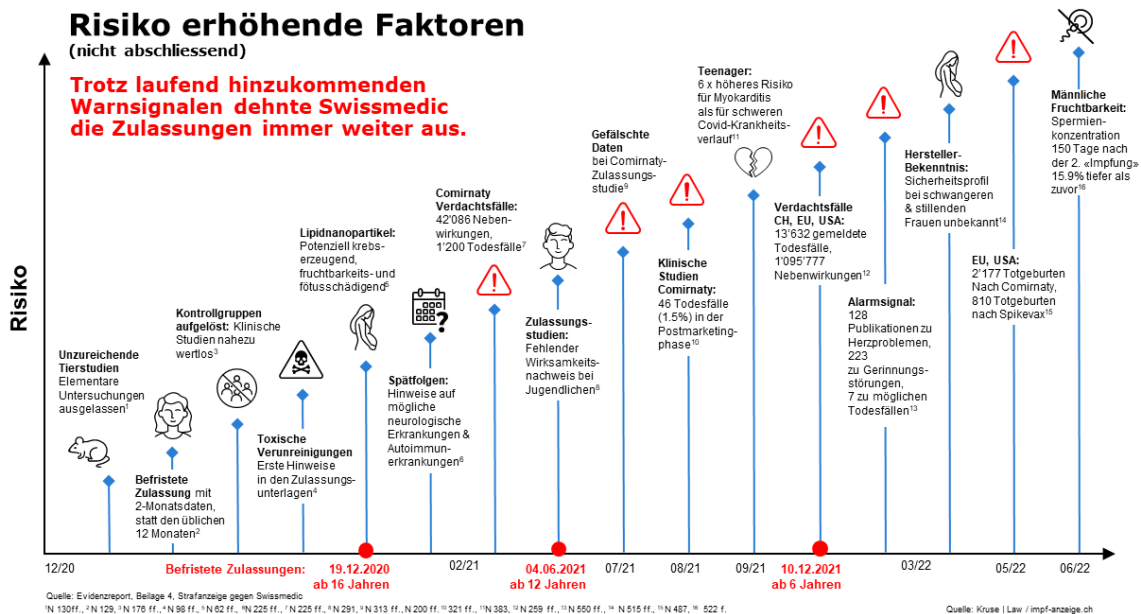 Risiko erhöhende Faktoren
(nicht abschliessend)
Trotz laufend hinzukommenden
Warnsignalen dehnte Swissmedic
die Zulassungen immer weiter aus.
Risiko
Unzureichende
Tierstudien
Elementare
Untersuchungen
ausgelassen¹
Befristete
Zulassung mit
2-Monatsdaten,
statt den üblichen
12 Monaten²
Kontrollgruppen
aufgelöst: Klinische
Studien nahezu
wertlos³
Toxische
Verunreinigungen
Erste Hinweise
in den Zulassungs-
unterlagen⁴
Lipidnanopartikel:
Potenziell krebs-
erzeugend,
fruchtbarkeits- und
fötusschädigend⁵
?
Spätfolgen:
Hinweise auf
mögliche
neurologische
Erkrankungen &
Autoimmun-
erkrankungen⁶
Comirnaty
Verdachtsfälle:
42'086 Neben-
wirkungen,
1'200 Todesfälle⁷
Zulassungs-
studien:
Fehlender
Wirksamkeits-
nachweis bei
Jugendlichen⁸
Gefälschte
Daten
bei Comirnaty-
Zulassungs-
studie⁹
Klinische
Studien
Comirnaty:
46 Todesfälle
(1.5%) in der
Postmarketing-
phase¹⁰
Teenager:
6 x höheres Risiko
für Myokarditis
als für schweren
Covid-Krankheits-
verlauf¹¹
Verdachtsfälle
CH, EU, USA:
13'632 gemeldete
Todesfälle,
1'095'777
Nebenwirkungen¹²
Alarmsignal:
128
Publikationen zu
Herzproblemen,
223
zu Gerinnungs-
störungen,
7 zu möglichen
Todesfällen¹³
Hersteller-
Bekenntnis:
Sicherheitsprofil
bei schwangeren
& stillenden
Frauen unbekannt¹⁴
EU, USA:
2'177 Totgeburten
Nach Comirnaty,
810 Totgeburten
nach Spikevax¹⁵
Männliche
Fruchtbarkeit:
Spermien-
konzentration
150 Tage nach
der 2. «Impfung»
15.9% tiefer als
zuvor¹⁶
12/20
Befristete Zulassungen:
19.12.2020
ab 16 Jahren
02/21
04.06.2021
ab 12 Jahren
07/21
08/21
09/21
10.12.2021
ab 6 Jahren
03/22
05/22
06/22
Quelle: Evidenzreport, Beilage 4, Strafanzeige gegen Swissmedic
¹N 130ff., ² N 129, ³ N 176 ff., ⁴ N 98 ff., ⁵ N 62 ff., ⁶N 225 ff., ⁷ N 225 ff., ⁸ N 291, ⁹ N 313 ff., N 200 ff. ¹⁰ 321 ff., ¹¹N 383, ¹² N 259 ff., ¹³ N 550 ff., ¹⁴ N 515 ff., ¹⁵ N 487, ¹⁶ 522 f.
Quelle: Kruse | Law / impf-anzeige.ch